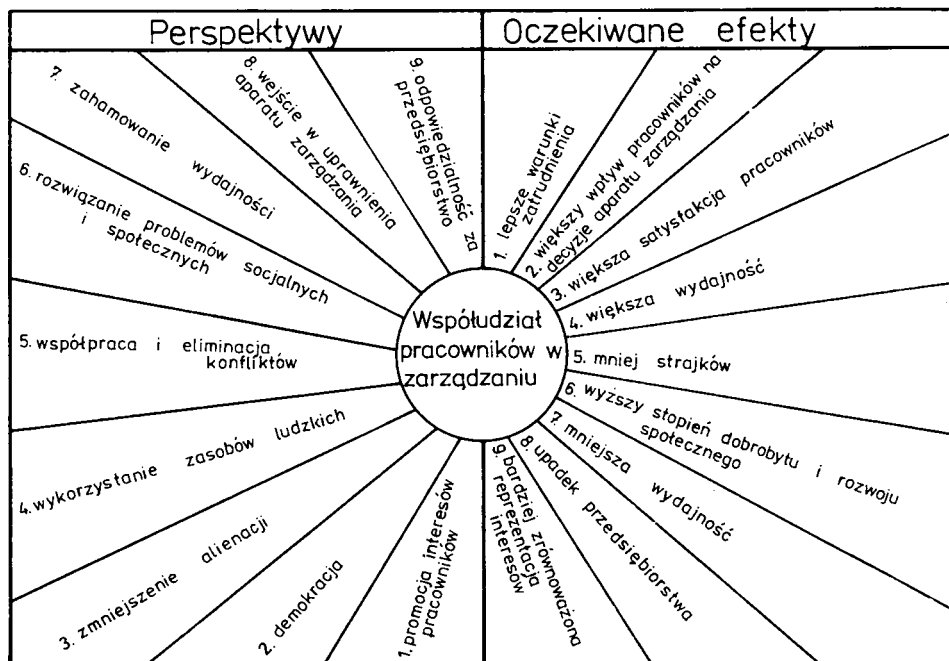 Perspektywy
Oczekiwane efekty
1. promocja interesów
pracowników
2. demokracja
3. zmniejszenie alienacji
4. wykorzystanie zasobów ludzkich
5. współpraca i eliminacja
konfliktów
6. rozwiązanie problemów socjalnych
i społecznych
7. zahamowanie wydajności
8. wejście w uprawnienia
aparatu zarządzania
9. odpowiedzialność za
przedsiębiorstwo
Współudział
pracowników w
zarządzaniu
1. lepsze warunki
zatrudnienia
2. większy wpływ pracowników na
decyzje aparatu zarządzania
3. większa satysfakcja pracowników
4. większa wydajność
5. mniej strajków
6. wyższy stopień dobrobytu i rozwoju
społecznego
7. mniejsza wydajność
8. upadek przedsiębiorstwa
9. bardziej zrównoważona
reprezentacja
interesów